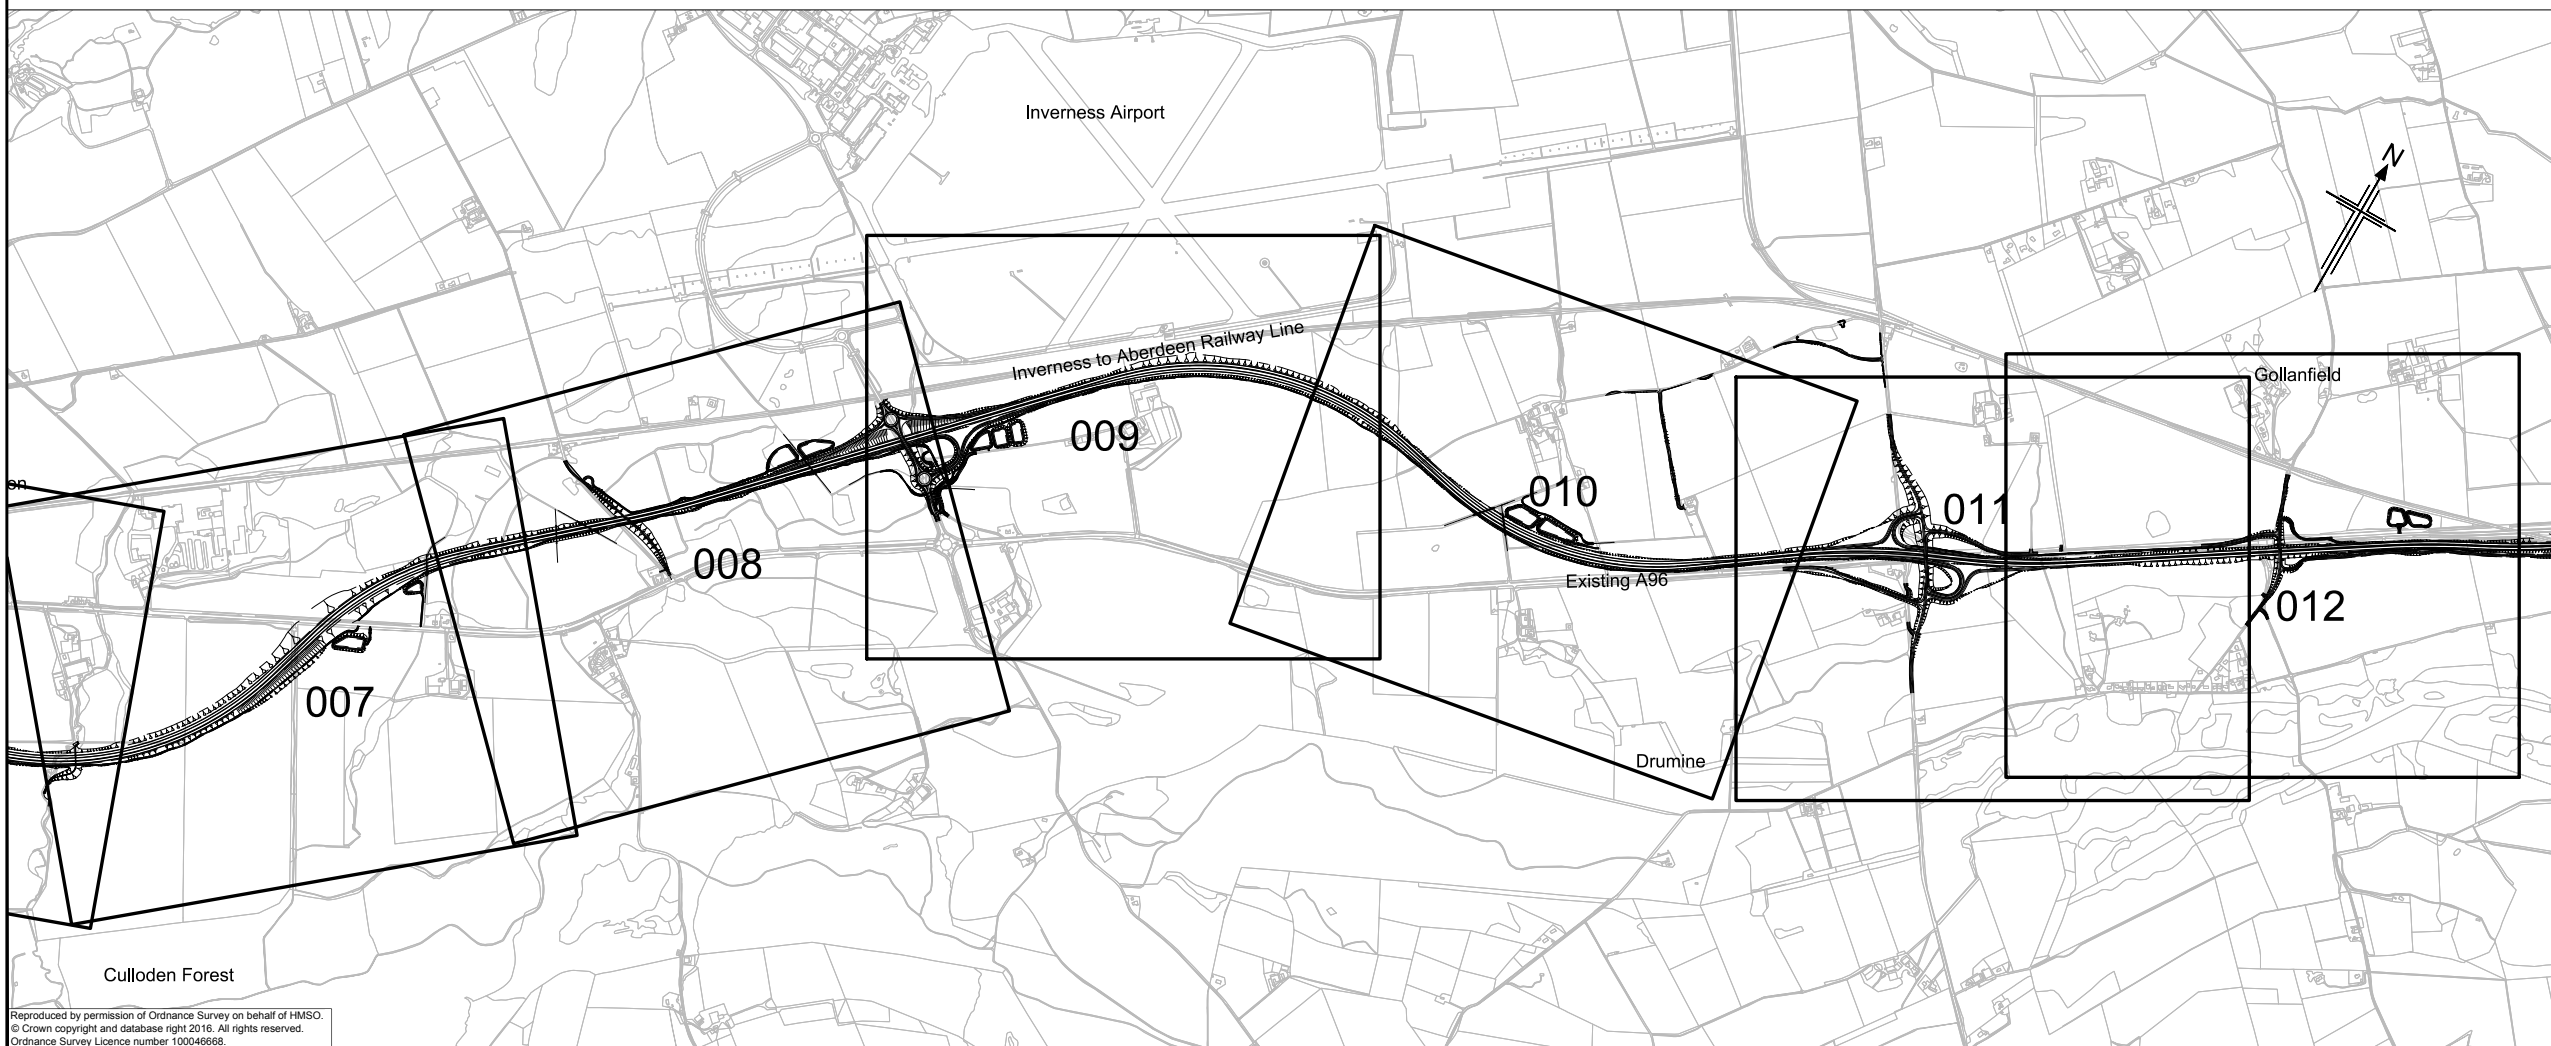 Inverness Airport
N
Inverness to Aberdeen Railway Line
Gollanfield
009
on
010
011
008
Existing A96
012
007
Drumine
Culloden Forest
Reproduced by permission of Ordnance Survey on behalf of HMSO.
© Crown copyright and database right 2016. All rights reserved.
Ordnance Survey Licence number 100046668.